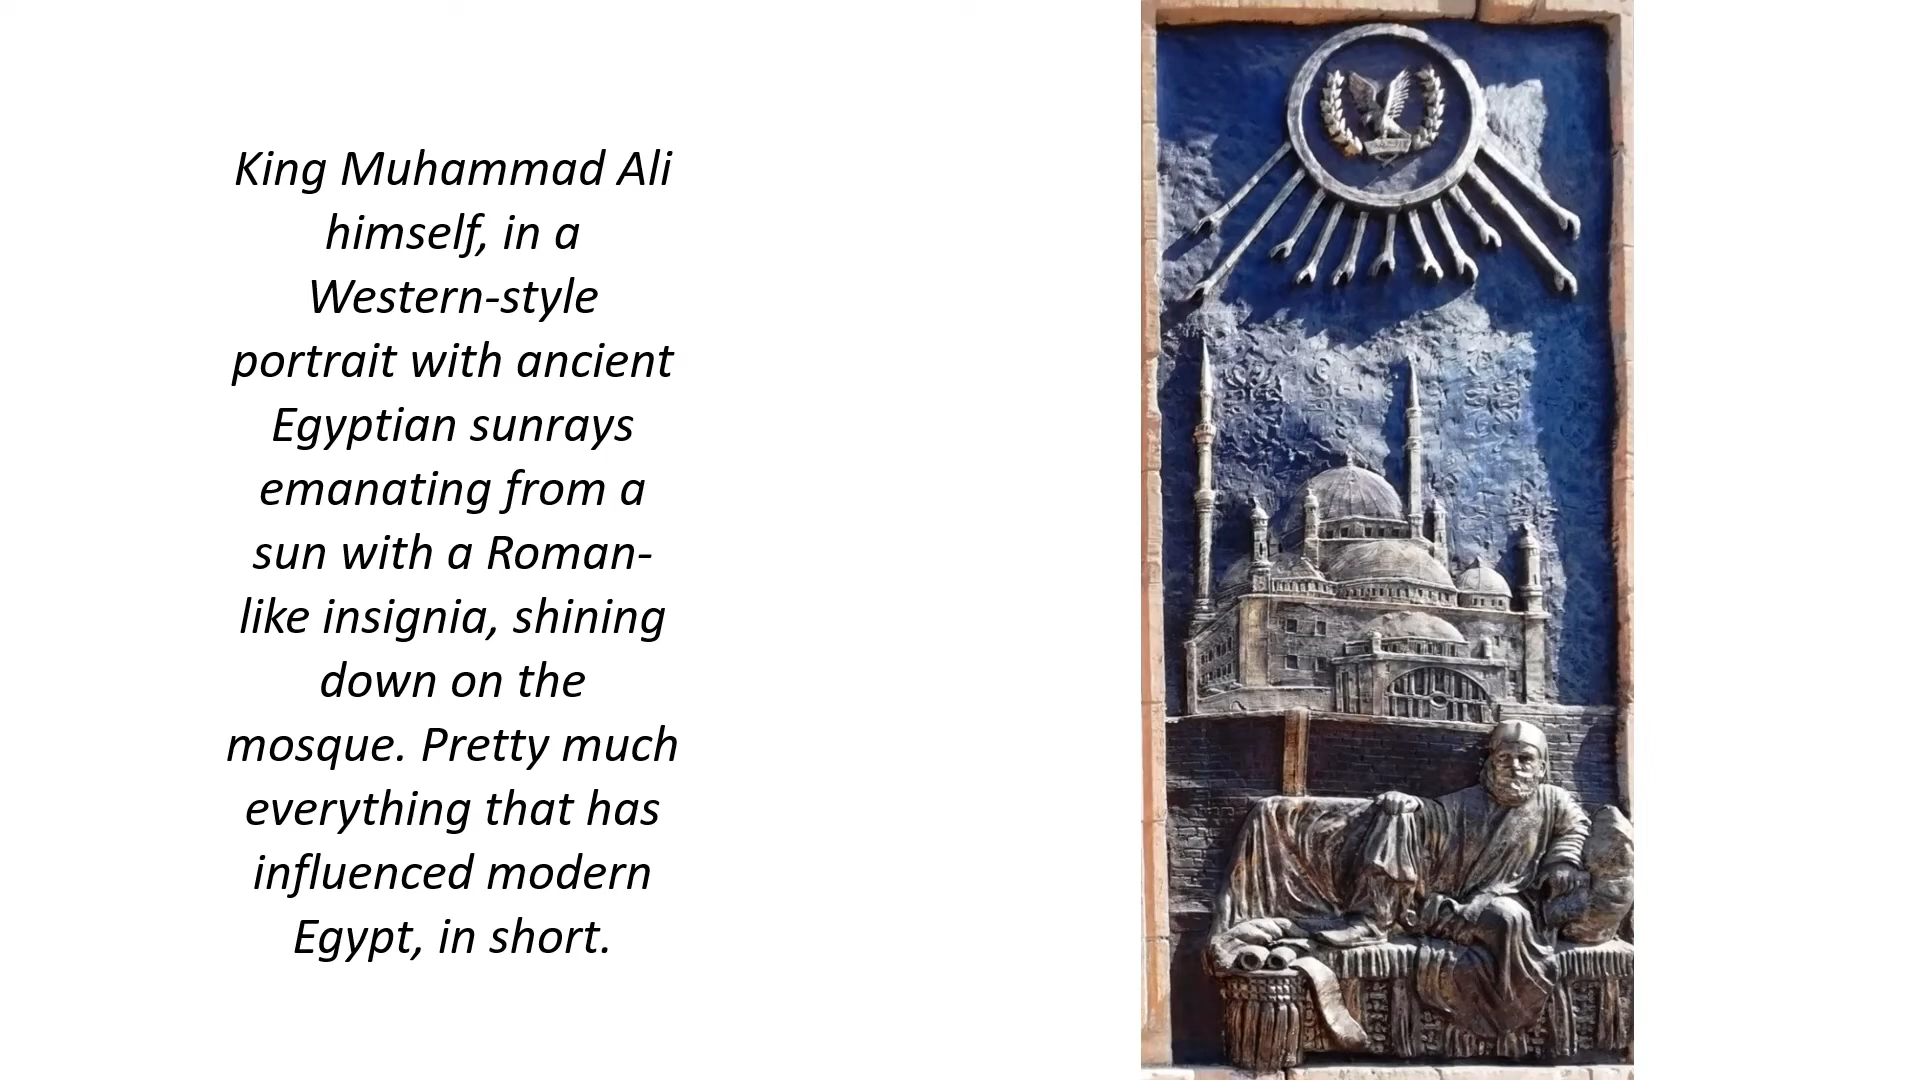 King Muhammad Ali
himself, in a
Western-style
portrait with ancient
Egyptian sunrays
emanating from a
sun with a Roman-
like insignia, shining
down on the
mosque. Pretty much
everything that has
influenced modern
Egypt, in short.